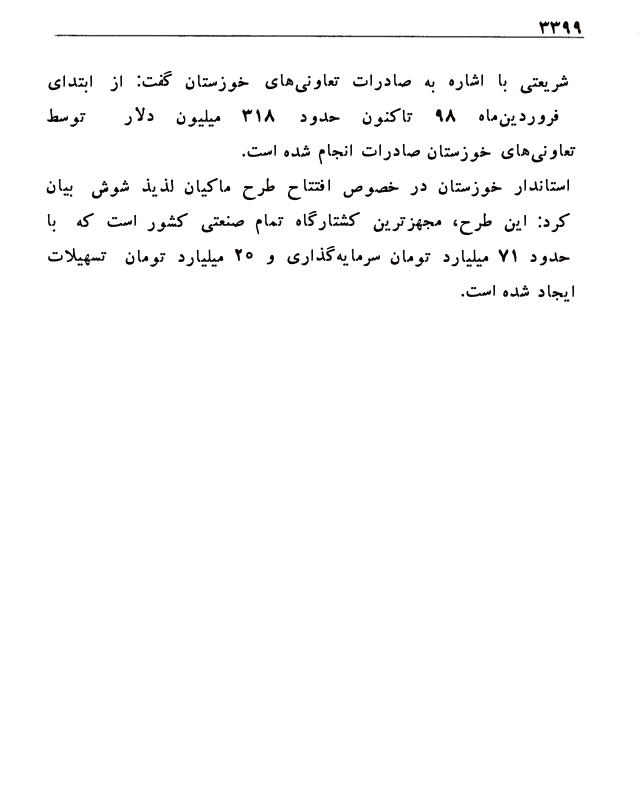 ۳۳۹۹
شریعتی با اشاره به صادرات تعاونی‌های خوزستان گفت: از ابتدای
فروردین‌ماه ۹۸ تاکنون حدود ۳۱۸ میلیون دلار توسط
تعاونی‌های خوزستان صادرات انجام شده است.
استاندار خوزستان در خصوص افتتاح طرح ماکیان لذیذ شوش بیان
کرد: این طرح، مجهزترین کشتارگاه تمام صنعتی کشور است که با
حدود ۷۱ میلیارد تومان سرمایه‌گذاری و ۲۵ میلیارد تومان تسهیلات
ایجاد شده است.